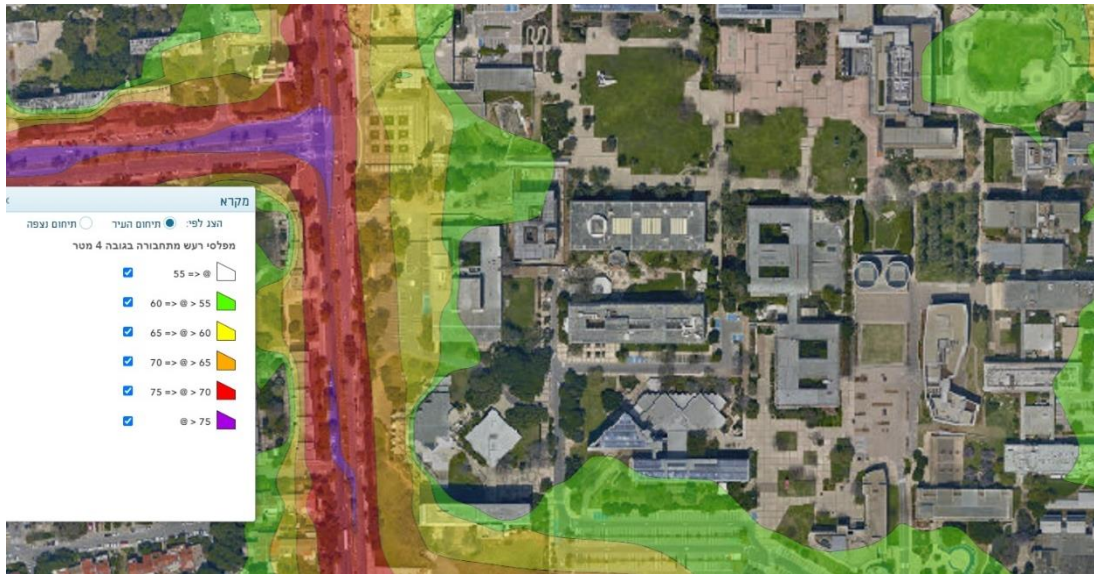 מקרא
הצג לפי: תיחום העיר תיחום נצפה
מפלסי רעש מתחבורה בגובה 4 מטר
55 => @
60 => @ > 55
65 => @ > 60
70 => @ > 65
75 => @ > 70
@ > 75